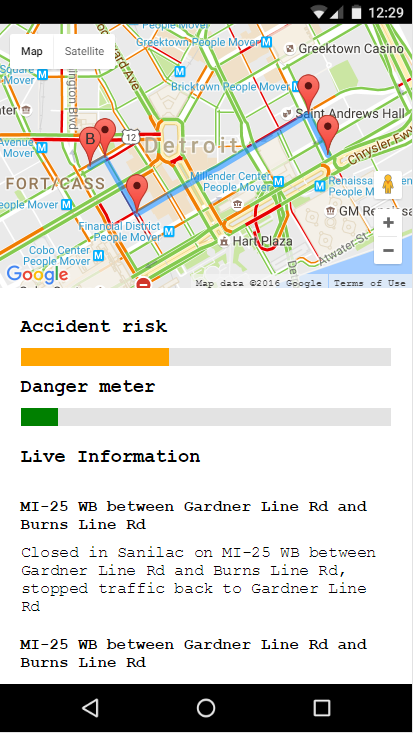 12:29
Map Satellite
Greektown Casino
Greektown People Mover
Bricktown People Mover
Saint Andrews Hall
12
Detroit
Chrysler Fwy
Avenue
People Mover
B
FORT/CASS
Millender Center
People Mover
Renaissance
People Mover
Financial District
People Mover
GM Renaissa
Hart Plaza
Cobo Center
People Mover
Atwater St
Google
Map data ©2016 Google
Terms of Use
Accident risk
Danger meter
Live Information
MI-25 WB between Gardner Line Rd and
Burns Line Rd
Closed in Sanilac on MI-25 WB between
Gardner Line Rd and Burns Line Rd,
stopped traffic back to Gardner Line
Rd
MI-25 WB between Gardner Line Rd and
Burns Line Rd